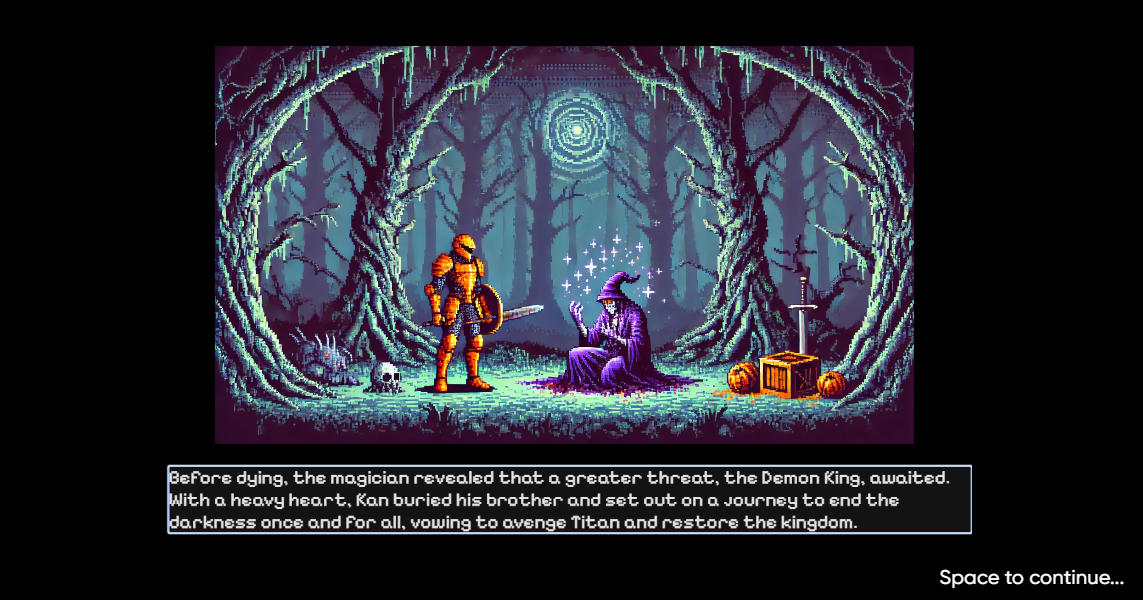 Before dying, the magician revealed that a greater threat, the Demon King, awaited.
With a heavy heart, Kan buried his brother and set out on a journey to end the
darkness once and for all, vowing to avenge Titan and restore the kingdom.
Space to continue...